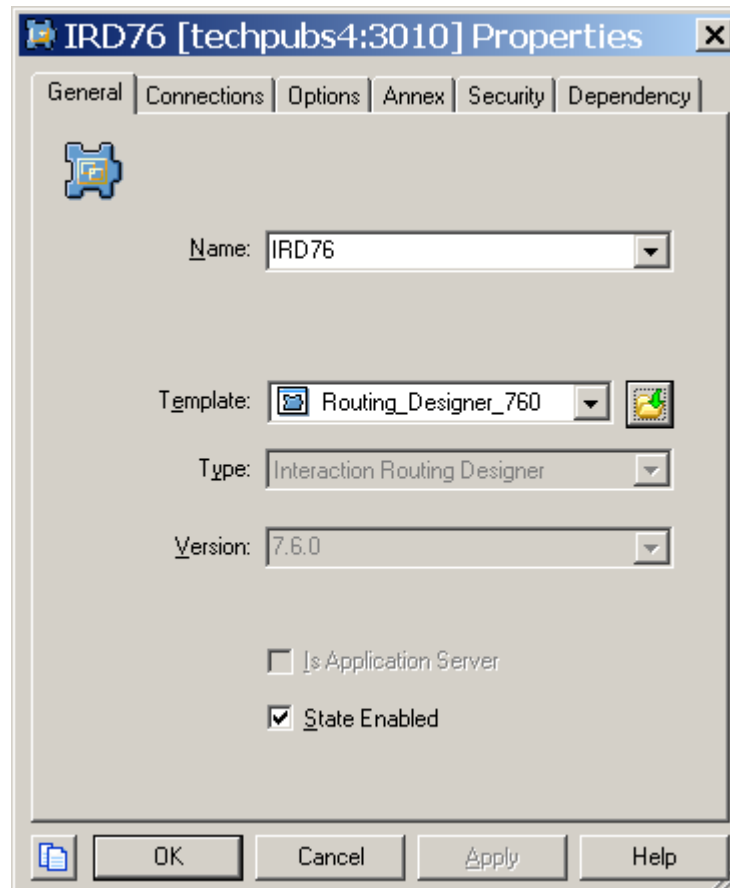 IRD76 [techpubs4:3010] Properties
General Connections Options Annex Security Dependency
Name: IRD76
Template: Routing_Designer_760
Type: Interaction Routing Designer
Version: 7.6.0
Is Application Server
State Enabled
OK Cancel Apply Help